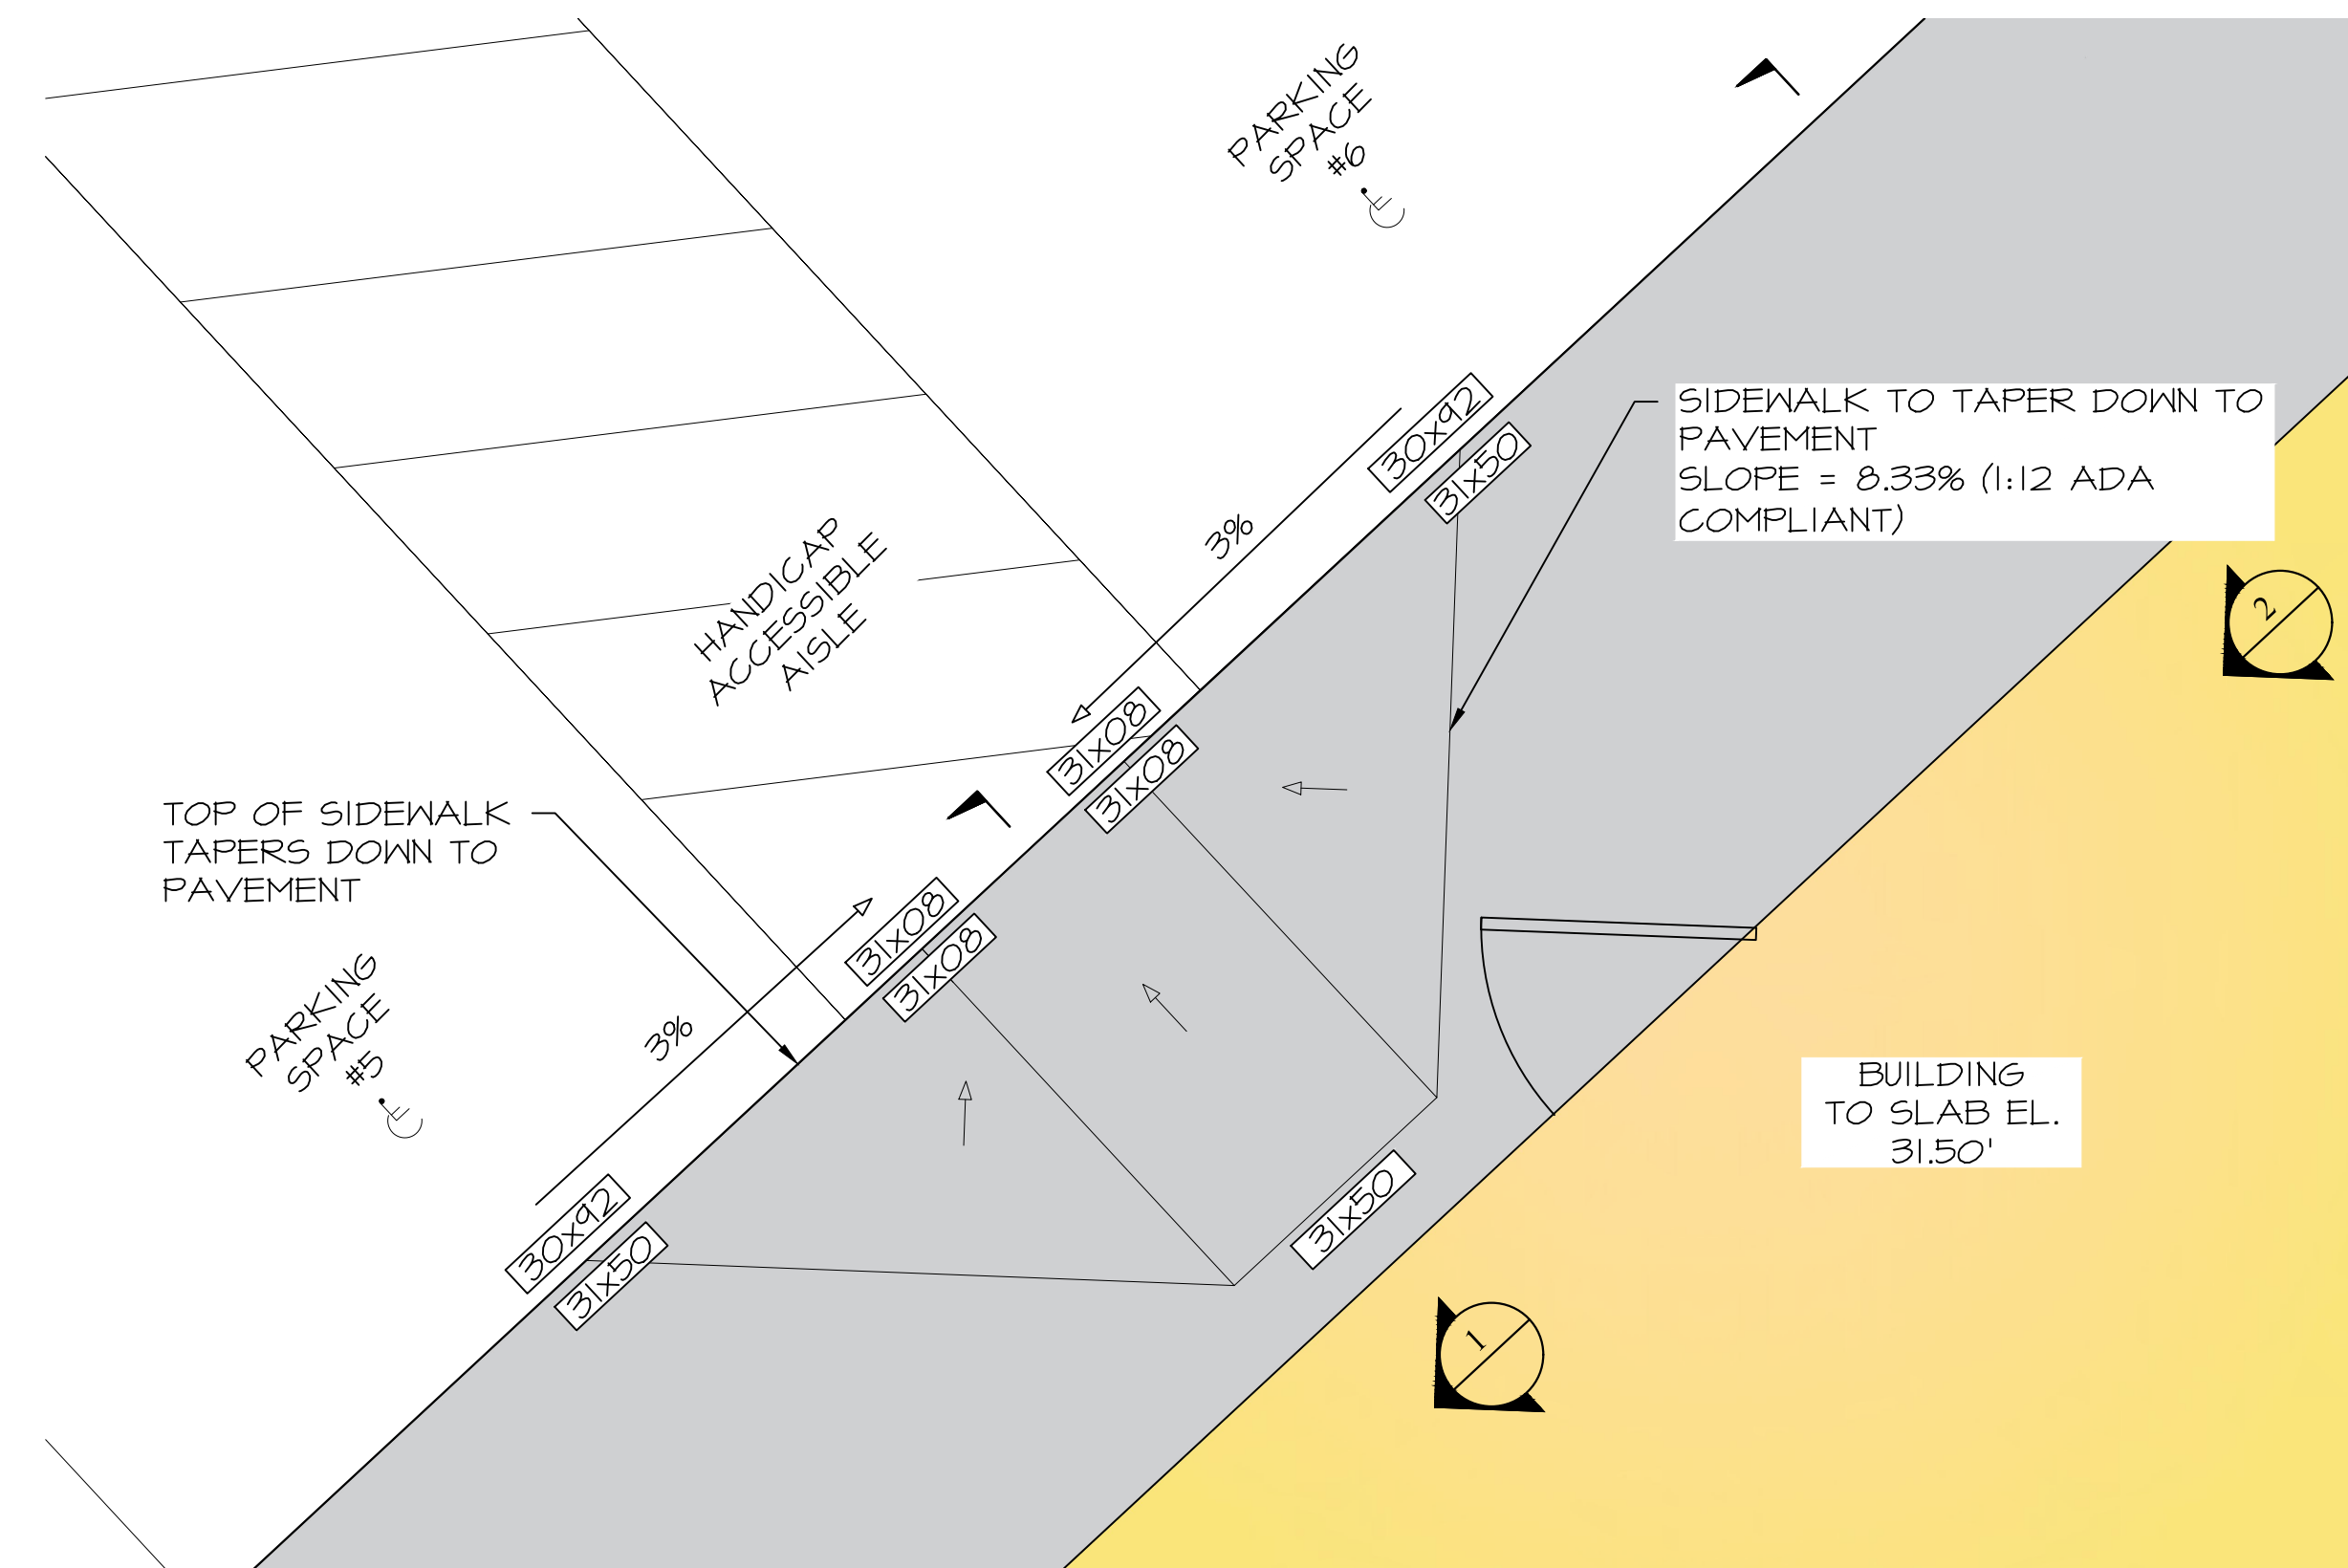 PARKING
SPACE
#6
30x92
31x50
SIDEWALK TO TAPER DOWN TO
PAVEMENT
SLOPE = 8.33% (1:12 ADA
COMPLIANT)
3%
HANDICAP
ACCESSIBLE
AISLE
2
31x08
31x08
TOP OF SIDEWALK
TAPERS DOWN TO
PAVEMENT
31x08
31x08
PARKING
SPACE
#5
3%
BUILDING
TO SLAB EL.
31.50'
30x92
31x50
31x50
1